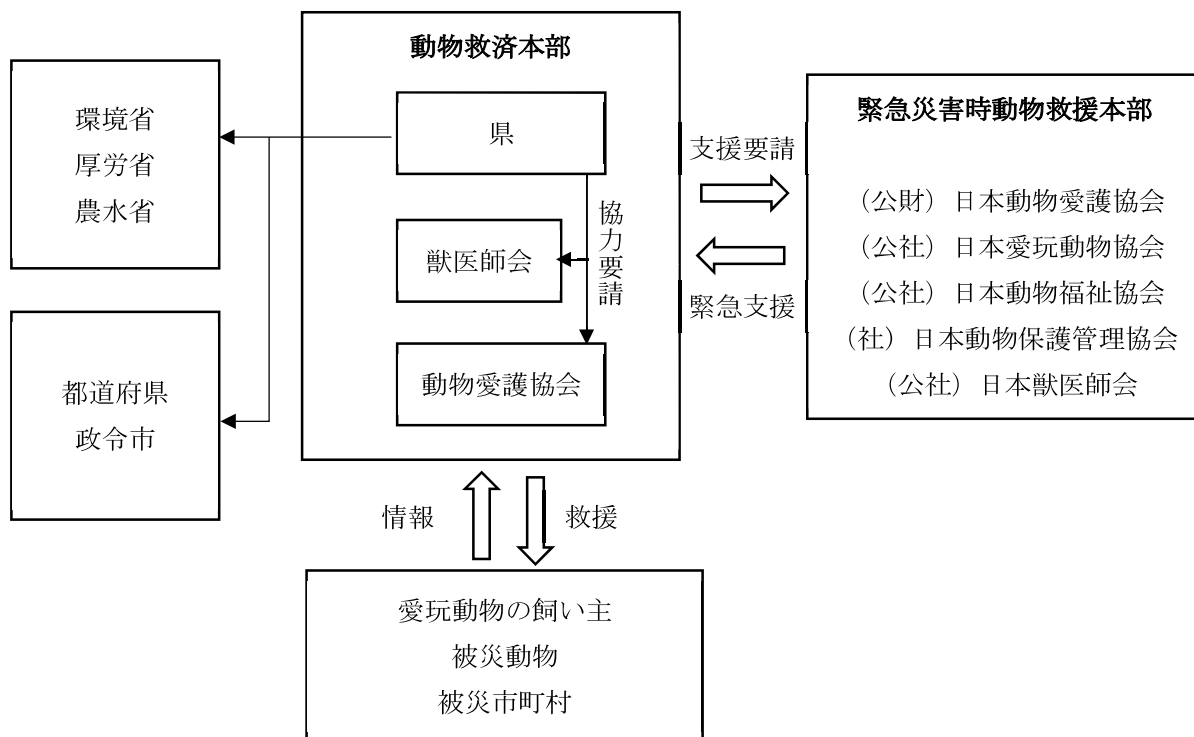 動物救済本部
環境省
厚労省
農水省
県
協力要請
獣医師会
動物愛護協会
都道府県
政令市
支援要請
緊急支援
緊急災害時動物救援本部
（公財）日本動物愛護協会
（公社）日本愛玩動物協会
（公社）日本動物福祉協会
（社）日本動物保護管理協会
（公社）日本獣医師会
情報
救援
愛玩動物の飼い主
被災動物
被災市町村